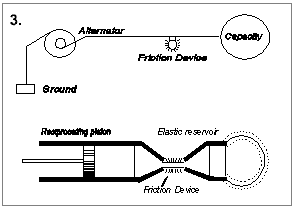 3.
Alternator
Capacity
Friction Device
Ground
Reciprocating piston
Elastic reservoir
Friction Device